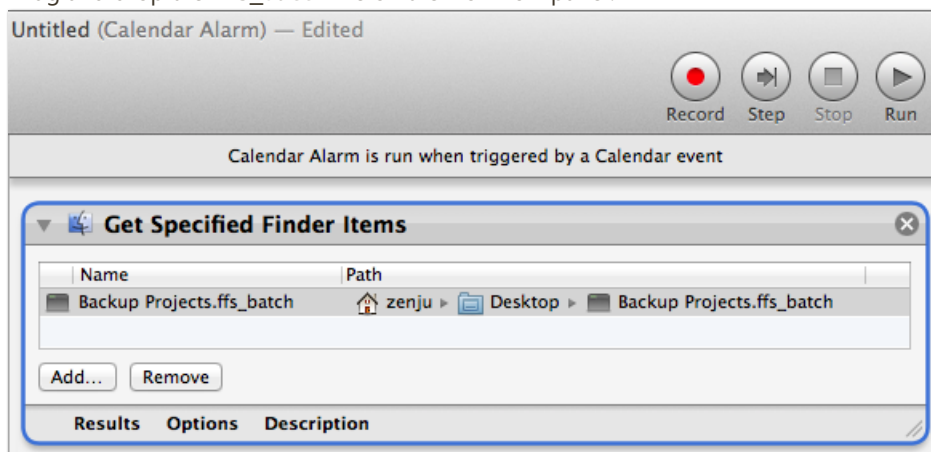 Untitled (Calendar Alarm) — Edited
Record Step Stop Run
Calendar Alarm is run when triggered by a Calendar event
Get Specified Finder Items
Name Path
Backup Projects.ffs_batch zenju ▸ Desktop ▸ Backup Projects.ffs_batch
Add... Remove
Results Options Description